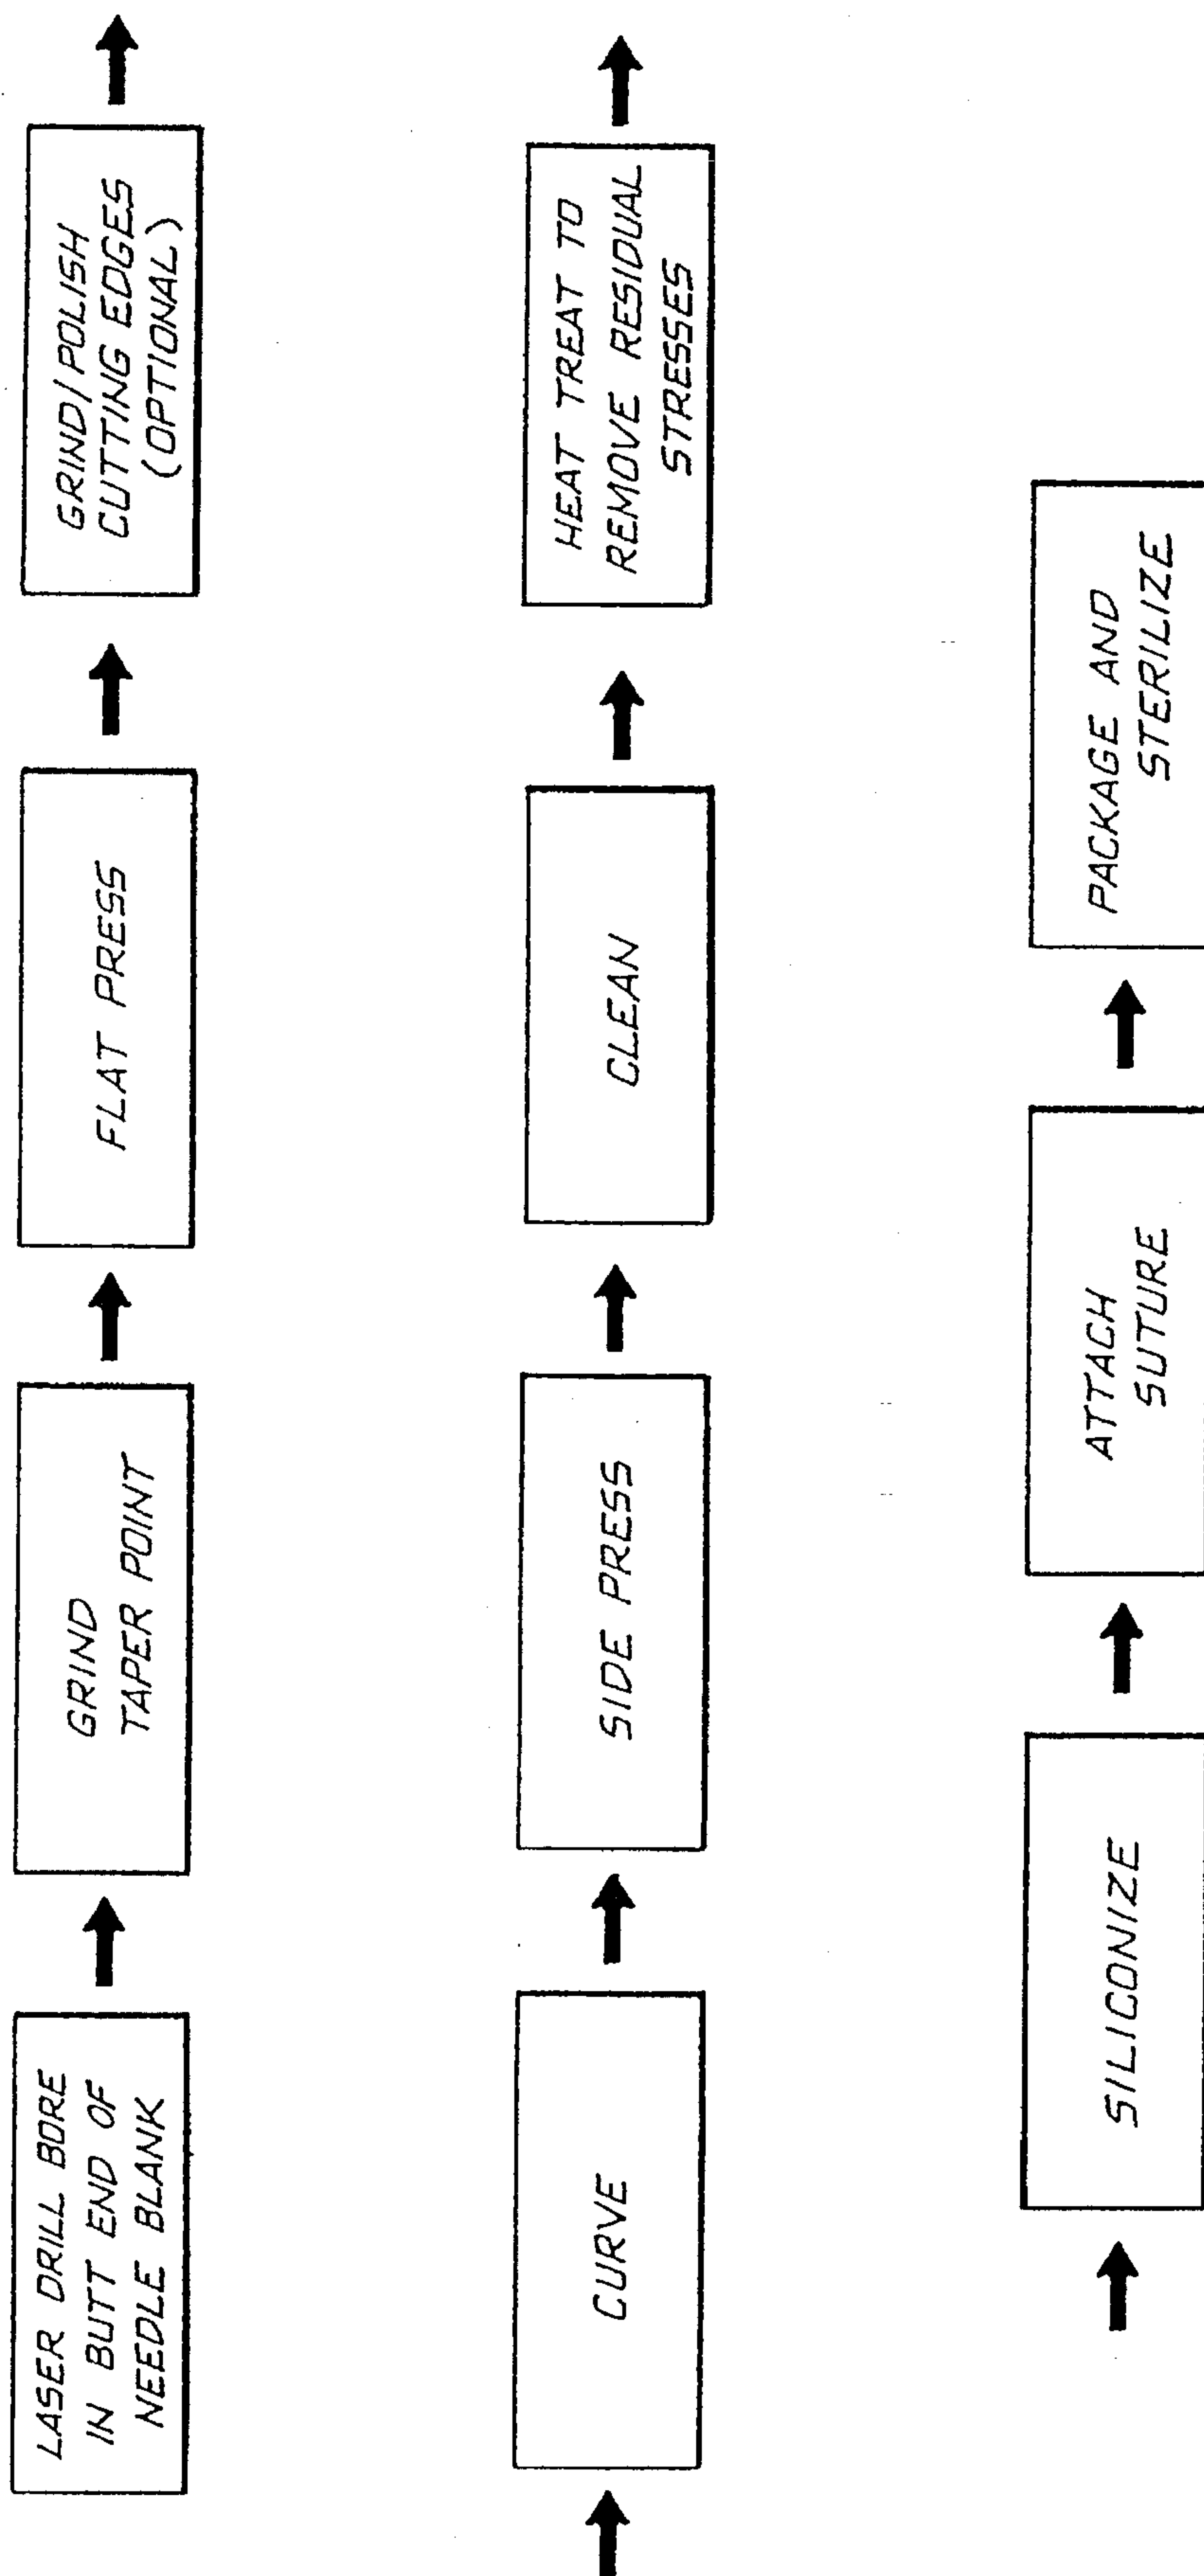 LASER DRILL BORE
IN BUTT END OF
NEEDLE BLANK
GRIND
TAPER POINT
FLAT PRESS
GRIND/POLISH
CUTTING EDGES
(OPTIONAL)
CURVE
SIDE PRESS
CLEAN
HEAT TREAT TO
REMOVE RESIDUAL
STRESSES
SILICONIZE
ATTACH
SUTURE
PACKAGE AND
STERILIZE